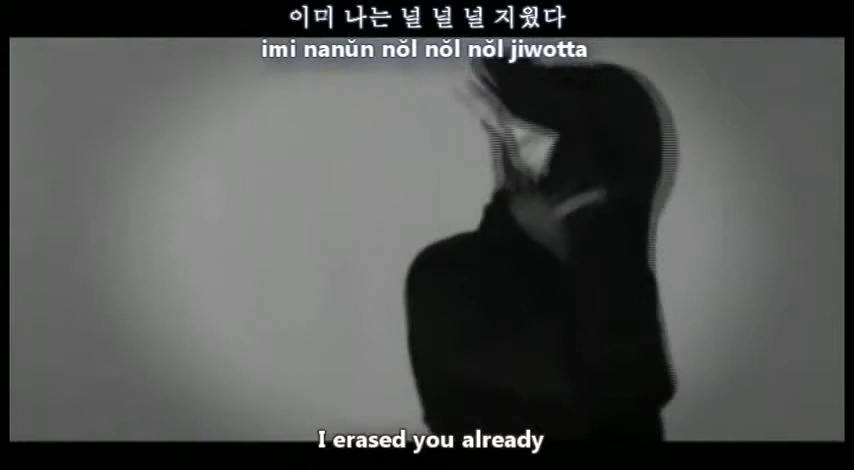 이미 나는 널 널 널 지웠다
imi nanŭn nŏl nŏl nŏl jiwotta
I erased you already